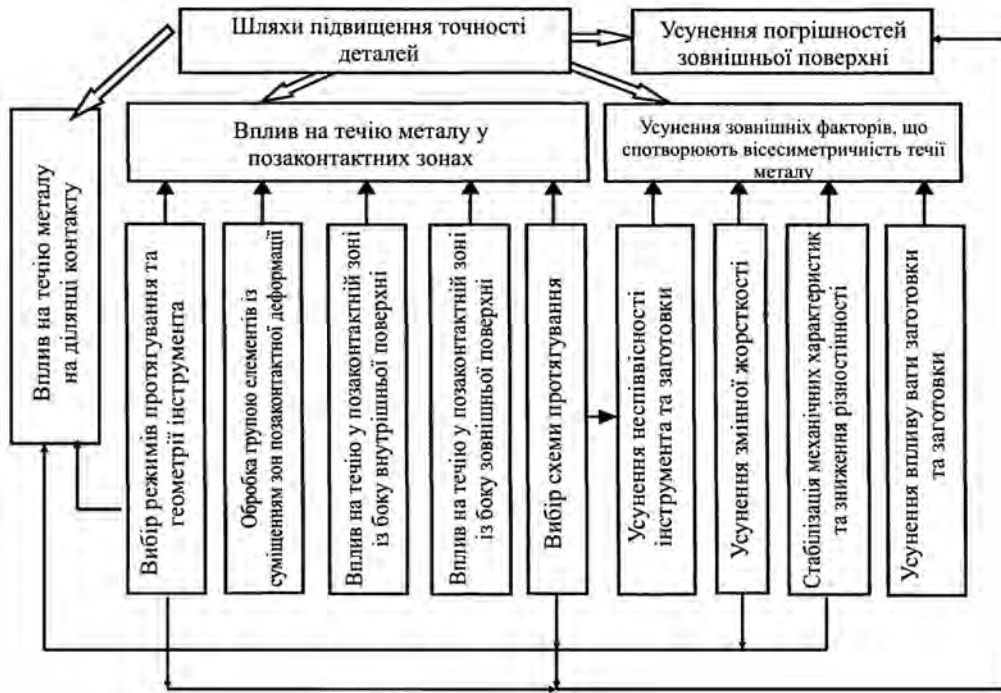 Шляхи підвищення точності
деталей
Усунення погрішностей
зовнішньої поверхні
Вплив на течію металу
на ділянці контакту
Вплив на течію металу у
позаконтактних зонах
Усунення зовнішніх факторів, що
спотворюють вісесиметричність течії
металу
Вибір режимів протягування та
геометрії інструмента
Обробка групою елементів із
суміщенням зон позаконтактної деформації
Вплив на течію у позаконтактній зоні
із боку внутрішньої поверхні
Вплив на течію у позаконтактній зоні
із боку зовнішньої поверхні
Вибір схеми протягування
Усунення неспіввісності
інструмента та заготовки
Усунення змінної жорсткості
Стабілізація механічних характеристик
та зниження різностінності
Усунення впливу ваги заготовки
та заготовки